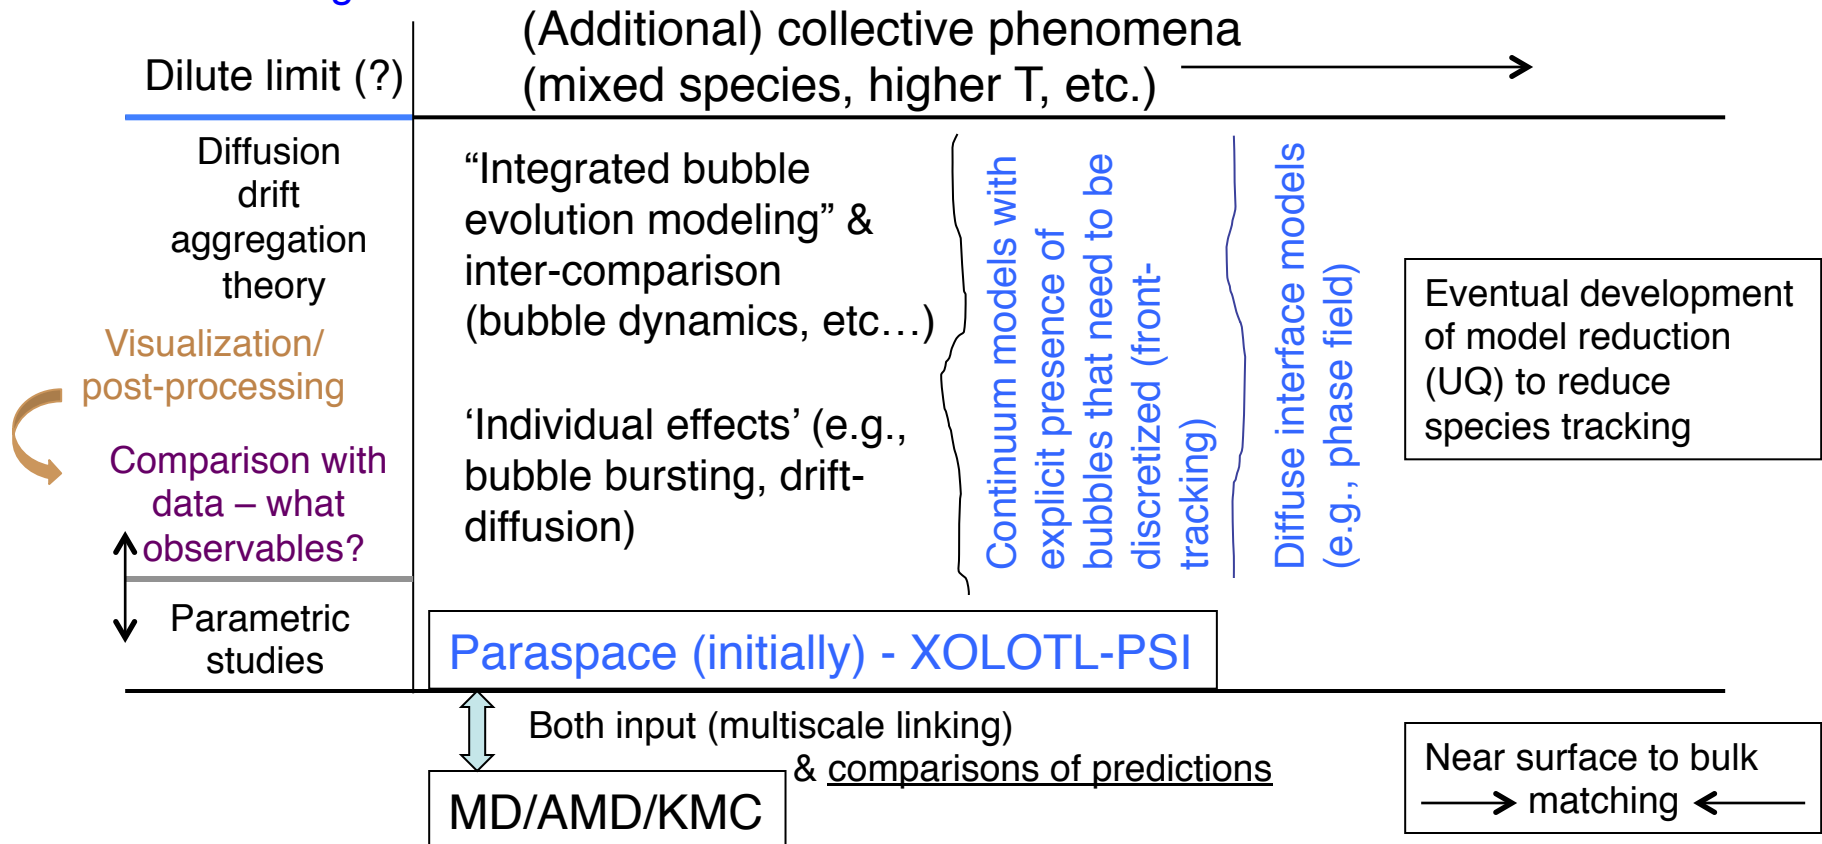 (Additional) collective phenomena
(mixed species, higher T, etc.)
Dilute limit (?)
Diffusion
drift
aggregation
theory
Visualization/
post-processing
Comparison with
data – what
observables?
Parametric
studies
“Integrated bubble
evolution modeling” &
inter-comparison
(bubble dynamics, etc…)
‘Individual effects’ (e.g.,
bubble bursting, drift-
diffusion)
Continuum models with
explicit presence of
bubbles that need to be
discretized (front-
tracking)
Diffuse interface models
(e.g., phase field)
Eventual development
of model reduction
(UQ) to reduce
species tracking
Paraspace (initially) - XOLOTL-PSI
Both input (multiscale linking)
& comparisons of predictions
MD/AMD/KMC
Near surface to bulk
matching